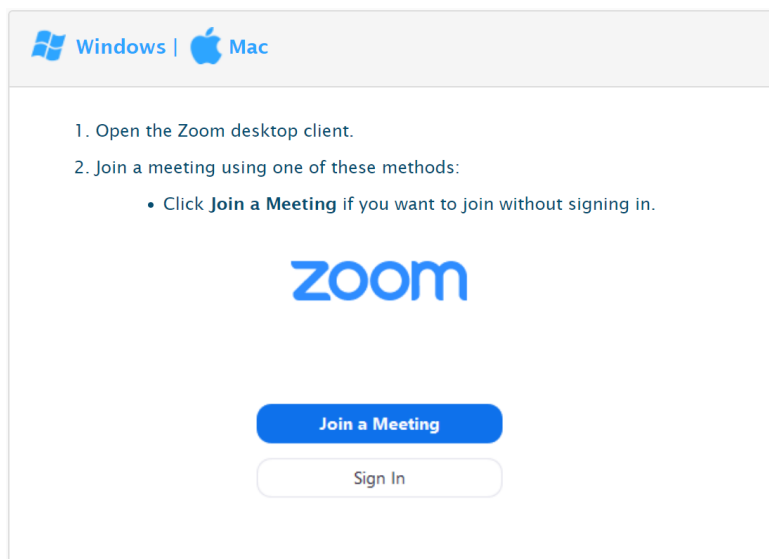 Windows | Mac
1. Open the Zoom desktop client.
2. Join a meeting using one of these methods:
• Click Join a Meeting if you want to join without signing in.
zoom
Join a Meeting
Sign In